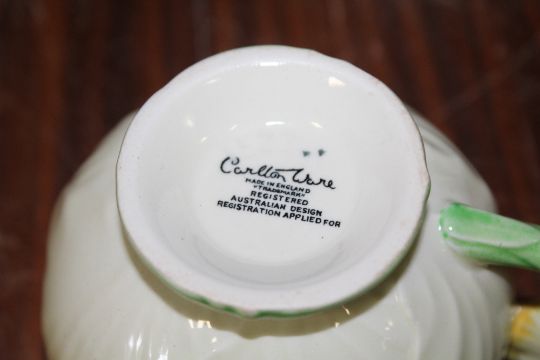 Carlton Ware
MADE IN ENGLAND
"TRADEMARK"
REGISTERED
AUSTRALIAN DESIGN
REGISTRATION APPLIED FOR